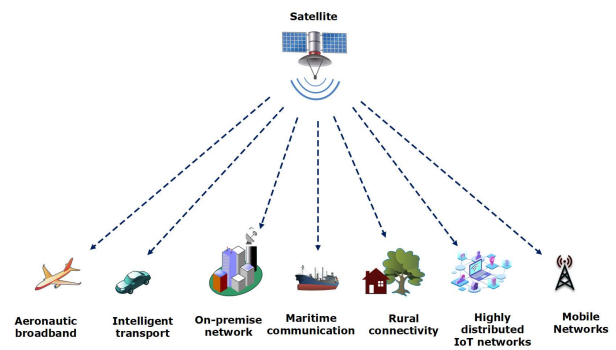 Satellite
Aeronautic
broadband
Intelligent
transport
On-premise
network
Maritime
communication
Rural
connectivity
Highly
distributed
IoT networks
Mobile
Networks